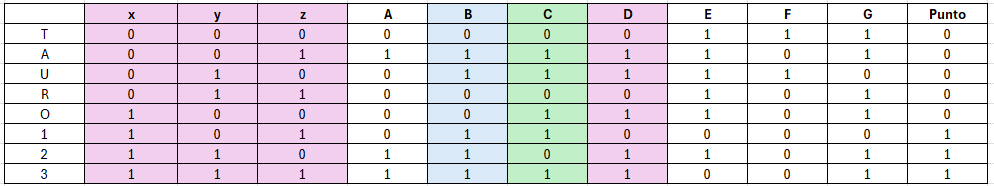 x y z A B C D E F G Punto
T 0 0 0 0 0 0 0 1 1 1 0
A 0 0 1 1 1 1 1 1 0 1 0
U 0 1 0 0 1 1 1 1 1 0 0
R 0 1 1 0 0 0 0 1 0 1 0
O 1 0 0 0 0 1 1 1 0 1 0
1 1 0 1 0 1 1 0 0 0 0 1
2 1 1 0 1 1 0 1 1 0 1 1
3 1 1 1 1 1 1 1 0 0 1 1